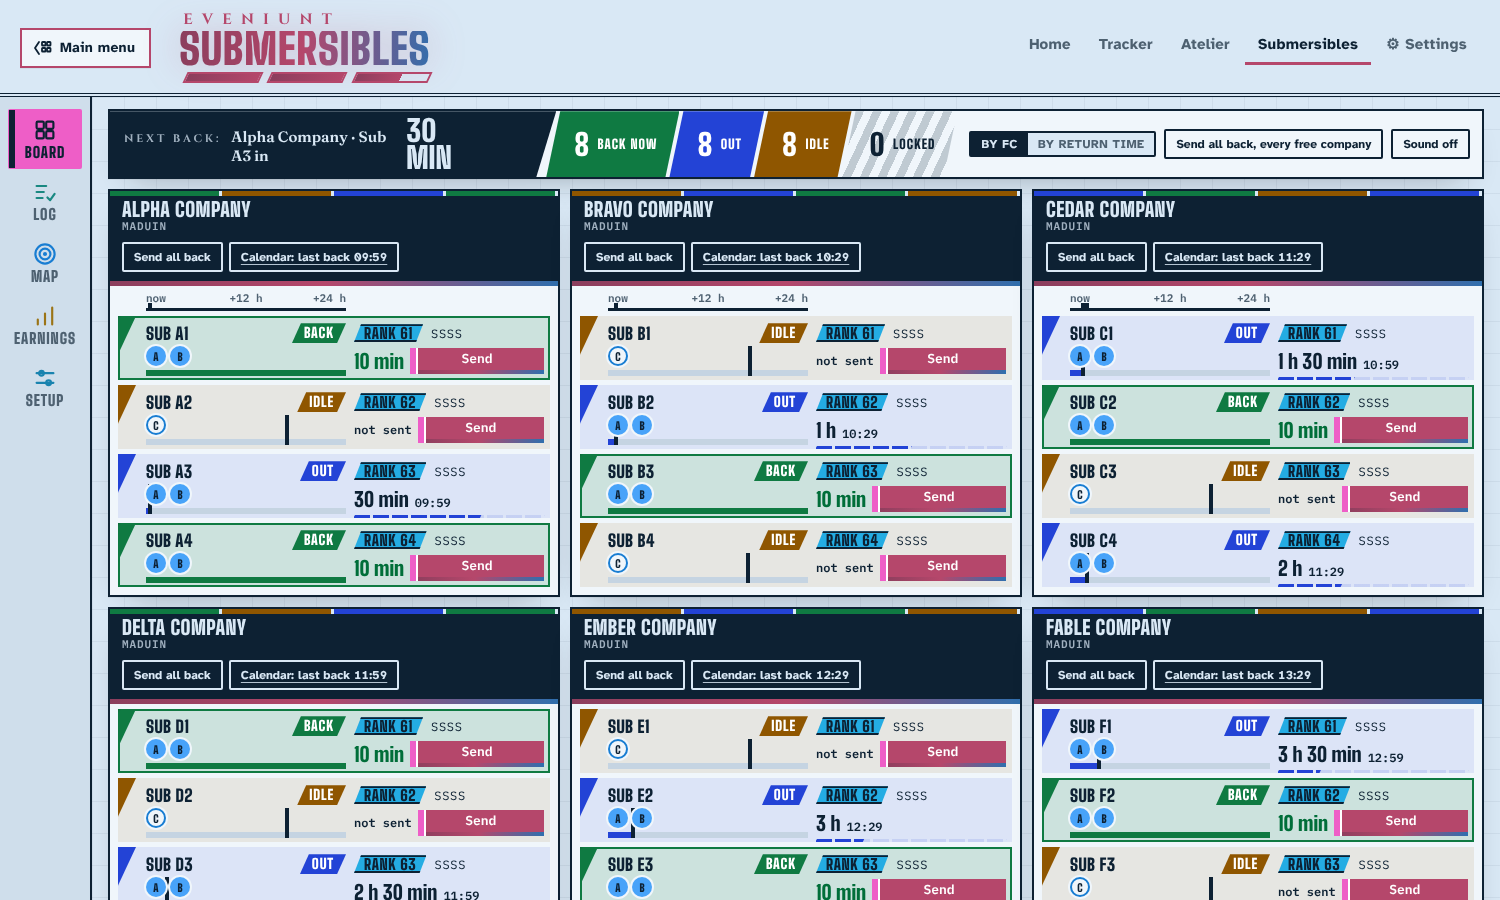 Main menu
EVENIUNT
SUBMERSIBLES
Home
Tracker
Atelier
Submersibles
Settings
BOARD
LOG
MAP
EARNINGS
SETUP
NEXT BACK:
Alpha Company · Sub
A3 in
30
MIN
8 BACK NOW
8 OUT
8 IDLE
0 LOCKED
BY FC
BY RETURN TIME
Send all back, every free company
Sound off
ALPHA COMPANY
MADUIN
Send all back
Calendar: last back 09:59
now +12 h +24 h
SUB A1 BACK RANK 61 SSSS
A B 10 min Send
SUB A2 IDLE RANK 62 SSSS
C not sent Send
SUB A3 OUT RANK 63 SSSS
A B 30 min 09:59
SUB A4 BACK RANK 64 SSSS
A B 10 min Send
BRAVO COMPANY
MADUIN
Send all back
Calendar: last back 10:29
now +12 h +24 h
SUB B1 IDLE RANK 61 SSSS
C not sent Send
SUB B2 OUT RANK 62 SSSS
A B 1 h 10:29
SUB B3 BACK RANK 63 SSSS
A B 10 min Send
SUB B4 IDLE RANK 64 SSSS
C not sent Send
CEDAR COMPANY
MADUIN
Send all back
Calendar: last back 11:29
now +12 h +24 h
SUB C1 OUT RANK 61 SSSS
A B 1 h 30 min 10:59
SUB C2 BACK RANK 62 SSSS
A B 10 min Send
SUB C3 IDLE RANK 63 SSSS
C not sent Send
SUB C4 OUT RANK 64 SSSS
A B 2 h 11:29
DELTA COMPANY
MADUIN
Send all back
Calendar: last back 11:59
SUB D1 BACK RANK 61 SSSS
A B 10 min Send
SUB D2 IDLE RANK 62 SSSS
C not sent Send
SUB D3 OUT RANK 63 SSSS
A B 2 h 30 min 11:59
EMBER COMPANY
MADUIN
Send all back
Calendar: last back 12:29
SUB E1 IDLE RANK 61 SSSS
C not sent Send
SUB E2 OUT RANK 62 SSSS
A B 3 h 12:29
SUB E3 BACK RANK 63 SSSS
A B 10 min Send
FABLE COMPANY
MADUIN
Send all back
Calendar: last back 13:29
SUB F1 OUT RANK 61 SSSS
A B 3 h 30 min 12:59
SUB F2 BACK RANK 62 SSSS
A B 10 min Send
SUB F3 IDLE RANK 63 SSSS
C not sent Send